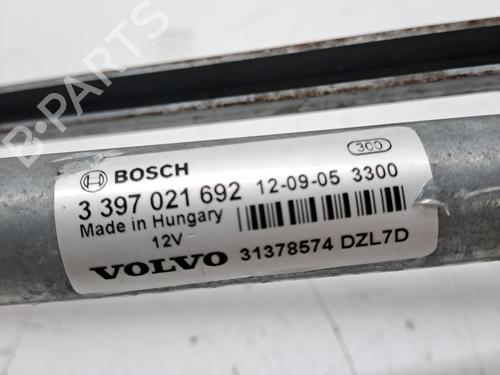 B-PARTS
300
BOSCH
3 397 021 692 12-09-05 3300
Made in Hungary
12V
VOLVO 31378574 DZL7D